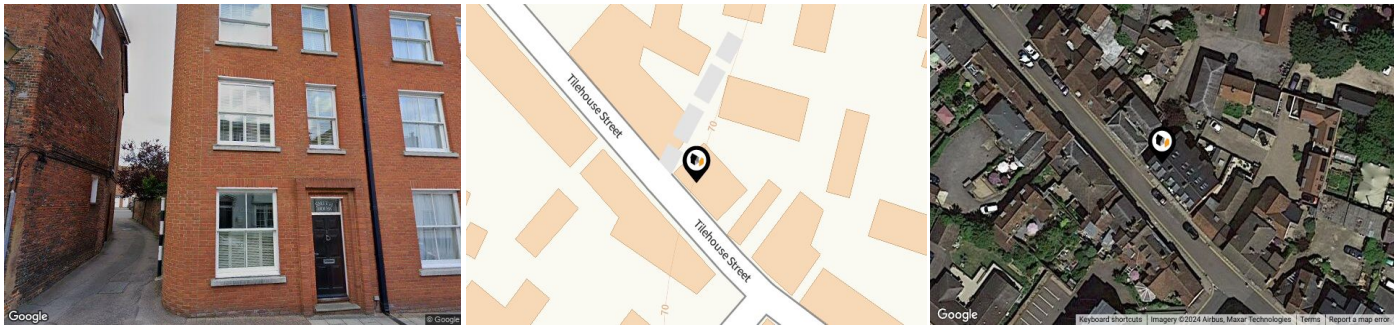 Google
© Google
Tilehouse Street
70
Tilehouse Street
70
Google
Keyboard shortcuts
Imagery ©2024 Airbus, Maxar Technologies
Terms
Report a map error